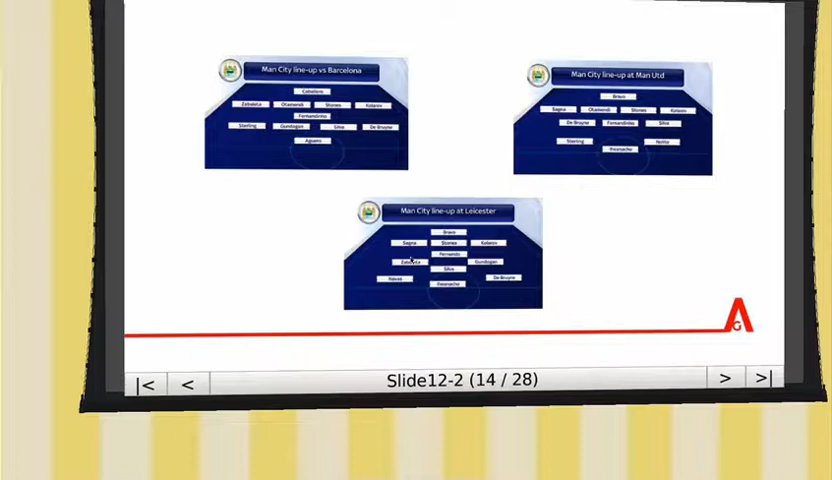 Man City line-up vs Barcelona
Caballero
Zabaleta Otamendi Stones Kolarov
Fernandinho
Sterling Gundogan Silva De Bruyne
Aguero
Man City line-up at Man Utd
Bravo
Sagna Otamendi Stones Kolarov
De Bruyne Fernandinho Silva
Sterling Nolito
Iheanacho
Man City line-up at Leicester
Bravo
Sagna Stones Kolarov
Fernando
Zabaleta Gundogan
Silva
Navas De Bruyne
Iheanacho
G
|< < Slide12-2 (14 / 28) > >|